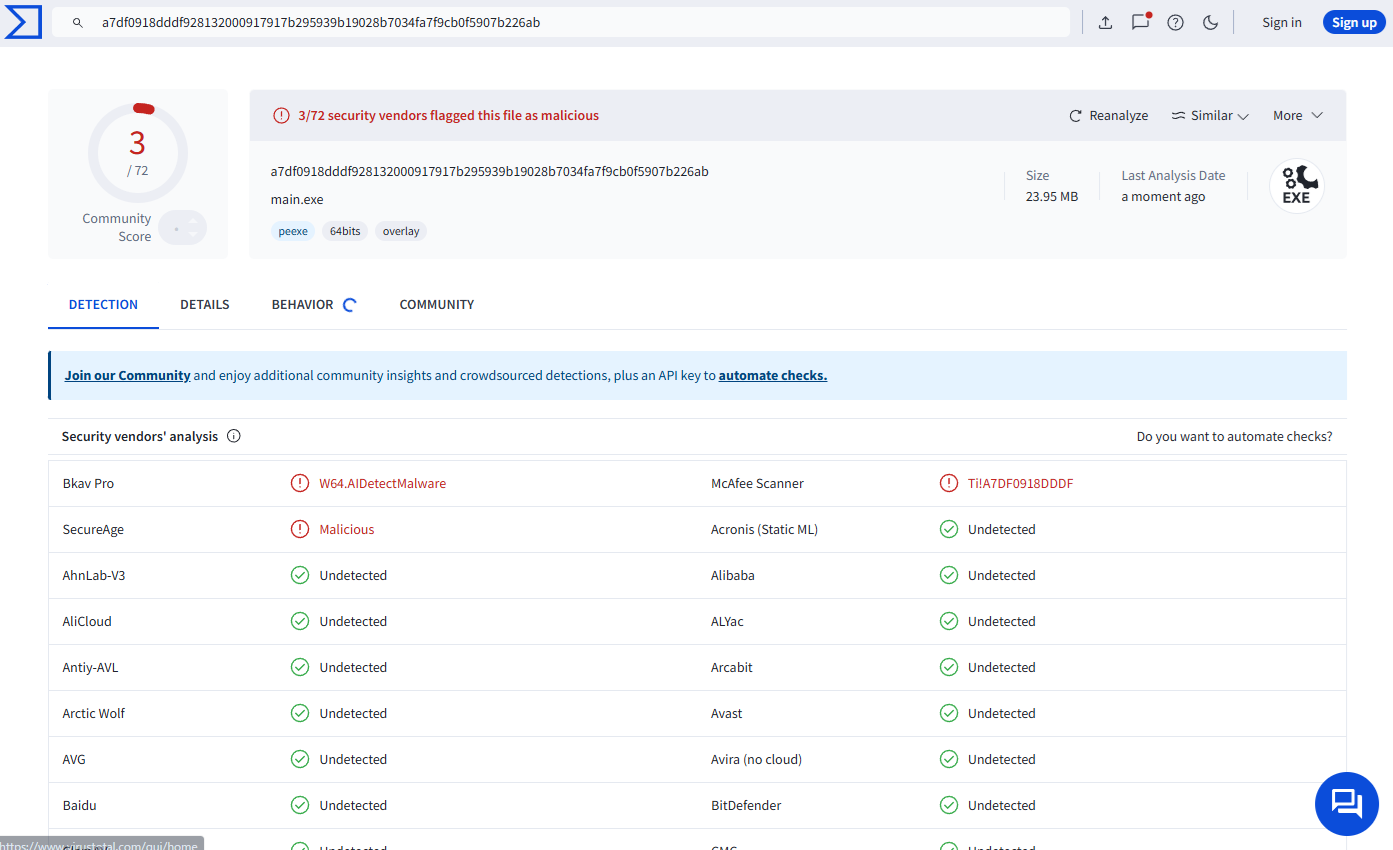 a7df0918dddf928132000917917b295939b19028b7034fa7f9cb0f5907b226ab
Sign in
Sign up
3
/ 72
Community
Score
3/72 security vendors flagged this file as malicious
Reanalyze
Similar
More
a7df0918dddf928132000917917b295939b19028b7034fa7f9cb0f5907b226ab
main.exe
peexe
64bits
overlay
Size
23.95 MB
Last Analysis Date
a moment ago
EXE
DETECTION
DETAILS
BEHAVIOR
COMMUNITY
Join our Community and enjoy additional community insights and crowdsourced detections, plus an API key to automate checks.
Security vendors' analysis
Do you want to automate checks?
Bkav Pro
W64.AIDetectMalware
McAfee Scanner
Ti!A7DF0918DDDF
SecureAge
Malicious
Acronis (Static ML)
Undetected
AhnLab-V3
Undetected
Alibaba
Undetected
AliCloud
Undetected
ALYac
Undetected
Antiy-AVL
Undetected
Arcabit
Undetected
Arctic Wolf
Undetected
Avast
Undetected
AVG
Undetected
Avira (no cloud)
Undetected
Baidu
Undetected
BitDefender
Undetected
CMC
Undetected
https://www.virustotal.com/gui/home